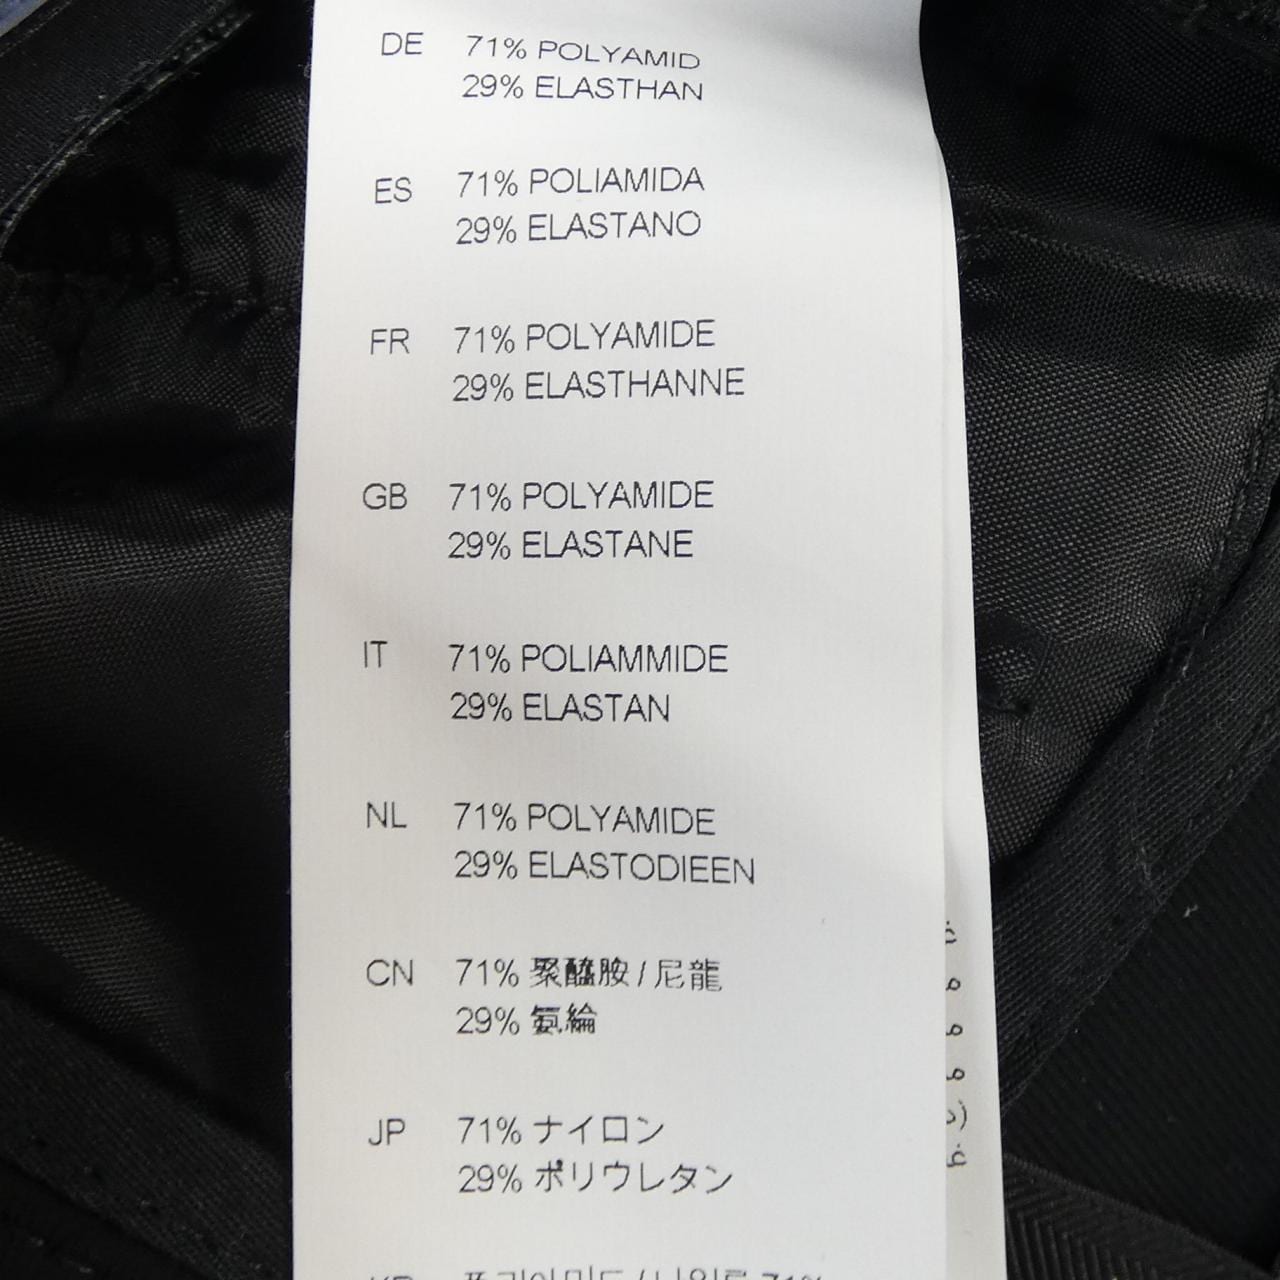 DE 71% POLYAMID
29% ELASTHAN
ES 71% POLIAMIDA
29% ELASTANO
FR 71% POLYAMIDE
29% ELASTHANNE
GB 71% POLYAMIDE
29% ELASTANE
IT 71% POLIAMMIDE
29% ELASTAN
NL 71% POLYAMIDE
29% ELASTODIEEN
CN 71% 聚醯胺 / 尼龍
29% 氨綸
JP 71% ナイロン
29% ポリウレタン
71%